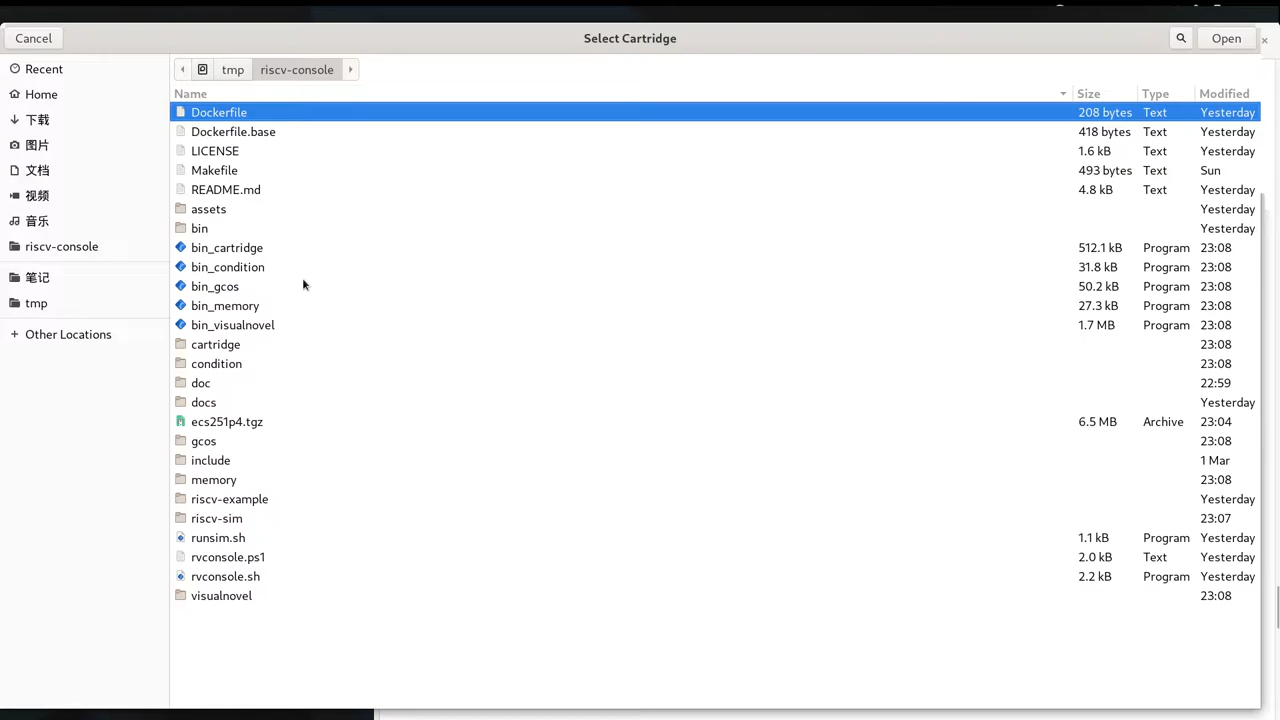 Cancel Select Cartridge Open
Recent
Home
下载
图片
文档
视频
音乐
riscv-console
笔记
tmp
Other Locations
tmp riscv-console
Name Size Type Modified
Dockerfile 208 bytes Text Yesterday
Dockerfile.base 418 bytes Text Yesterday
LICENSE 1.6 kB Text Yesterday
Makefile 493 bytes Text Sun
README.md 4.8 kB Text Yesterday
assets Yesterday
bin Yesterday
bin_cartridge 512.1 kB Program 23:08
bin_condition 31.8 kB Program 23:08
bin_gcos 50.2 kB Program 23:08
bin_memory 27.3 kB Program 23:08
bin_visualnovel 1.7 MB Program 23:08
cartridge 23:08
condition 23:08
doc 22:59
docs Yesterday
ecs251p4.tgz 6.5 MB Archive 23:04
gcos 23:08
include 1 Mar
memory 23:08
riscv-example Yesterday
riscv-sim 23:07
runsim.sh 1.1 kB Program Yesterday
rvconsole.ps1 2.0 kB Text Yesterday
rvconsole.sh 2.2 kB Program Yesterday
visualnovel 23:08